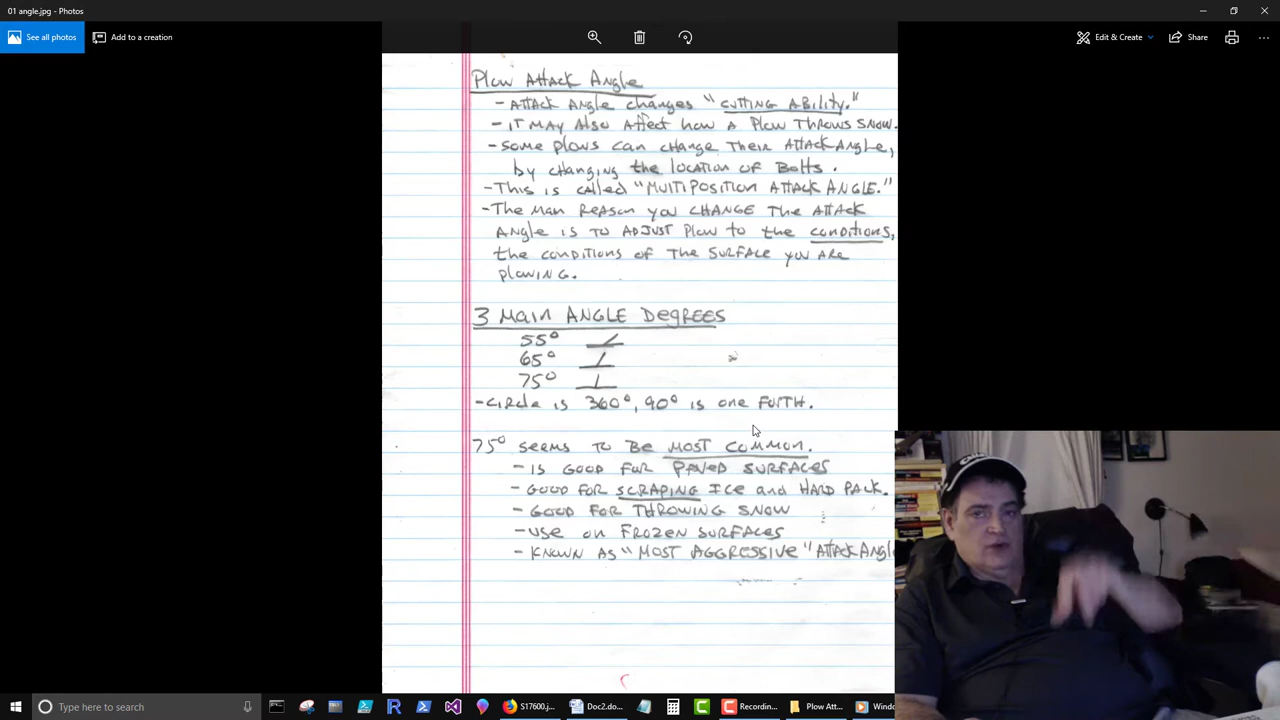 01 angle.jpg - Photos
See all photos
Add to a creation
Edit & Create
Share
Plow Attack Angle
- Attack Angle changes "CUTTING ABILITY."
- IT MAY Also Affect how A Plow THROWS SNOW.
- Some plows can change Their Attack Angle,
by changing the location of Bolts.
- This is called "MULTIPOSITION ATTACK ANGLE."
- The Man Reason you CHANGE The Attack
Angle is TO ADJUST Plow to the conditions,
the conditions of the SURFACE you are
plowing.
3 Main ANGLE DegREES
55°
65°
75°
- Circle is 360°, 90° is one FORTH.
75° seems to Be MOST COMMON.
- IS GOOD FOR PAVED SURFACES
- GOOD FOR SCRAPING ICE and HARD PACK.
- GOOD FOR THROWING SNOW
- USE ON FROZEN SURFACES
- KNOWN AS "MOST AGGRESSIVE" Attack Angle
Type here to search
S17600.j...
Doc2.do...
Recordin...
Plow Att...
Window